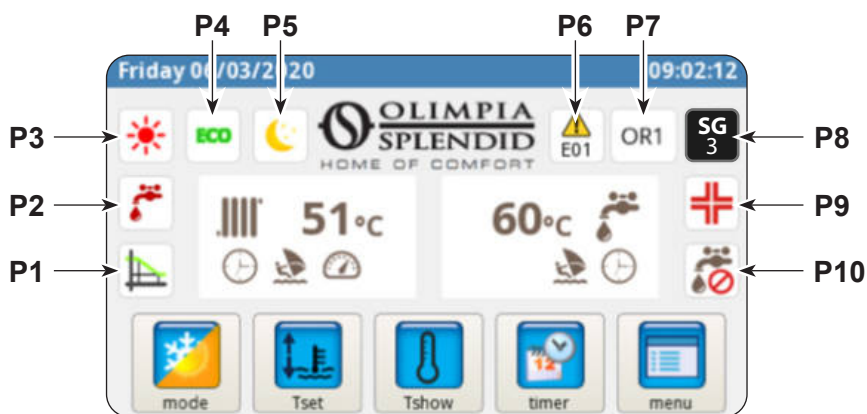 P4 P5 P6 P7
Friday 06/03/2020 09:02:12
P3 ECO OLIMPIA SPLENDID E01 OR1 SG 3 P8
HOME OF COMFORT
P2 51°C 60°C P9
P1 P10
12
mode Tset Tshow timer menu